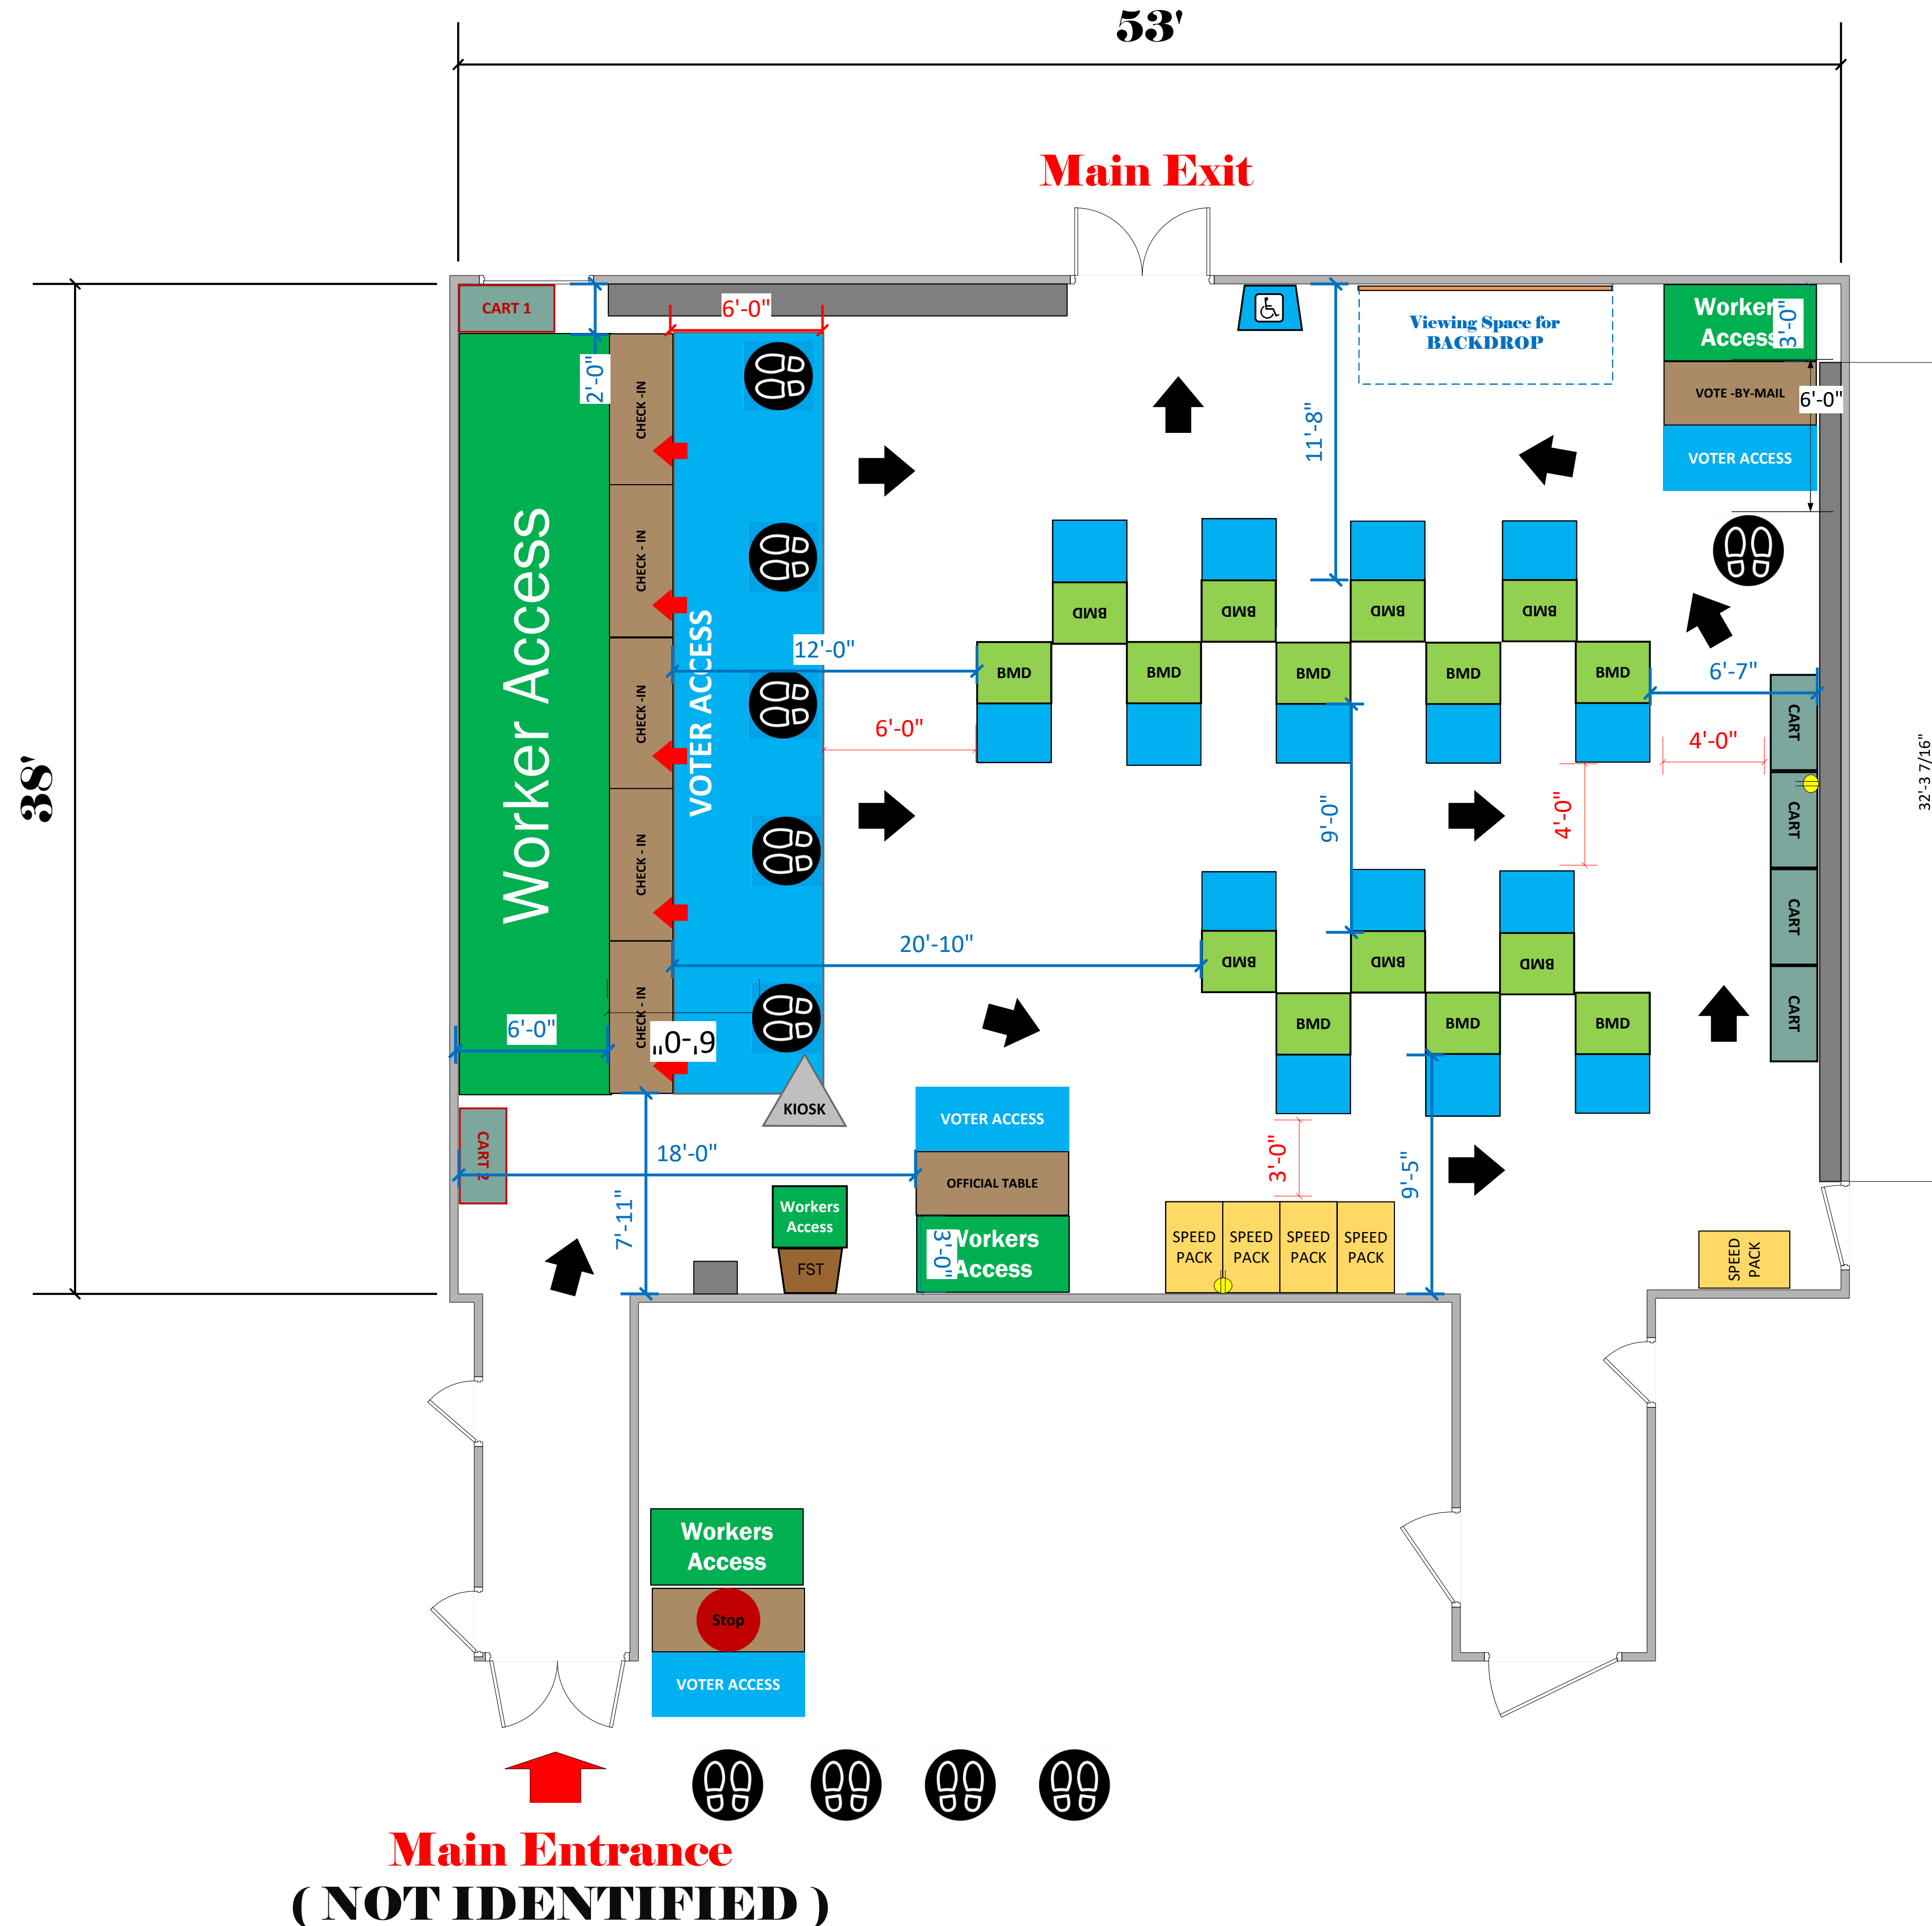 53'
Main Exit
38'
CART 1
6'-0"
2'-0"
Viewing Space for
BACKDROP
Workers
Access
3'-0"
VOTE -BY-MAIL
6'-0"
VOTER ACCESS
11'-8"
Worker Access
CHECK -IN
CHECK - IN
CHECK -IN
CHECK - IN
CHECK - IN
VOTER ACCESS
BMD
BMD
BMD
BMD
12'-0"
BMD
BMD
BMD
BMD
BMD
6'-7"
6'-0"
4'-0"
9'-0"
4'-0"
32'-3 7/16"
CART
CART
CART
CART
20'-10"
BMD
BMD
BMD
BMD
BMD
BMD
6'-0"
6'-0"
KIOSK
CART 2
18'-0"
7'-11"
VOTER ACCESS
OFFICIAL TABLE
Workers
Access
3'-0"
Workers
Access
FST
3'-0"
9'-5"
SPEED
PACK
SPEED
PACK
SPEED
PACK
SPEED
PACK
SPEED
PACK
Workers
Access
Stop
VOTER ACCESS
Main Entrance
( NOT IDENTIFIED )